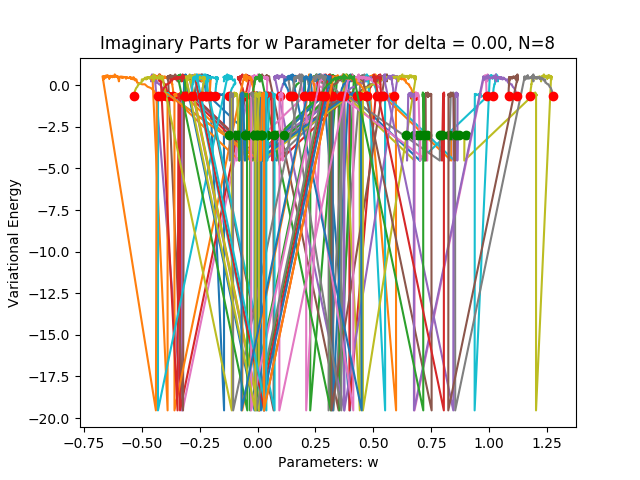 Imaginary Parts for w Parameter for delta = 0.00, N=8
0.0
−2.5
−5.0
−7.5
−10.0
−12.5
−15.0
−17.5
−20.0
Variational Energy
−0.75 −0.50 −0.25 0.00 0.25 0.50 0.75 1.00 1.25
Parameters: w